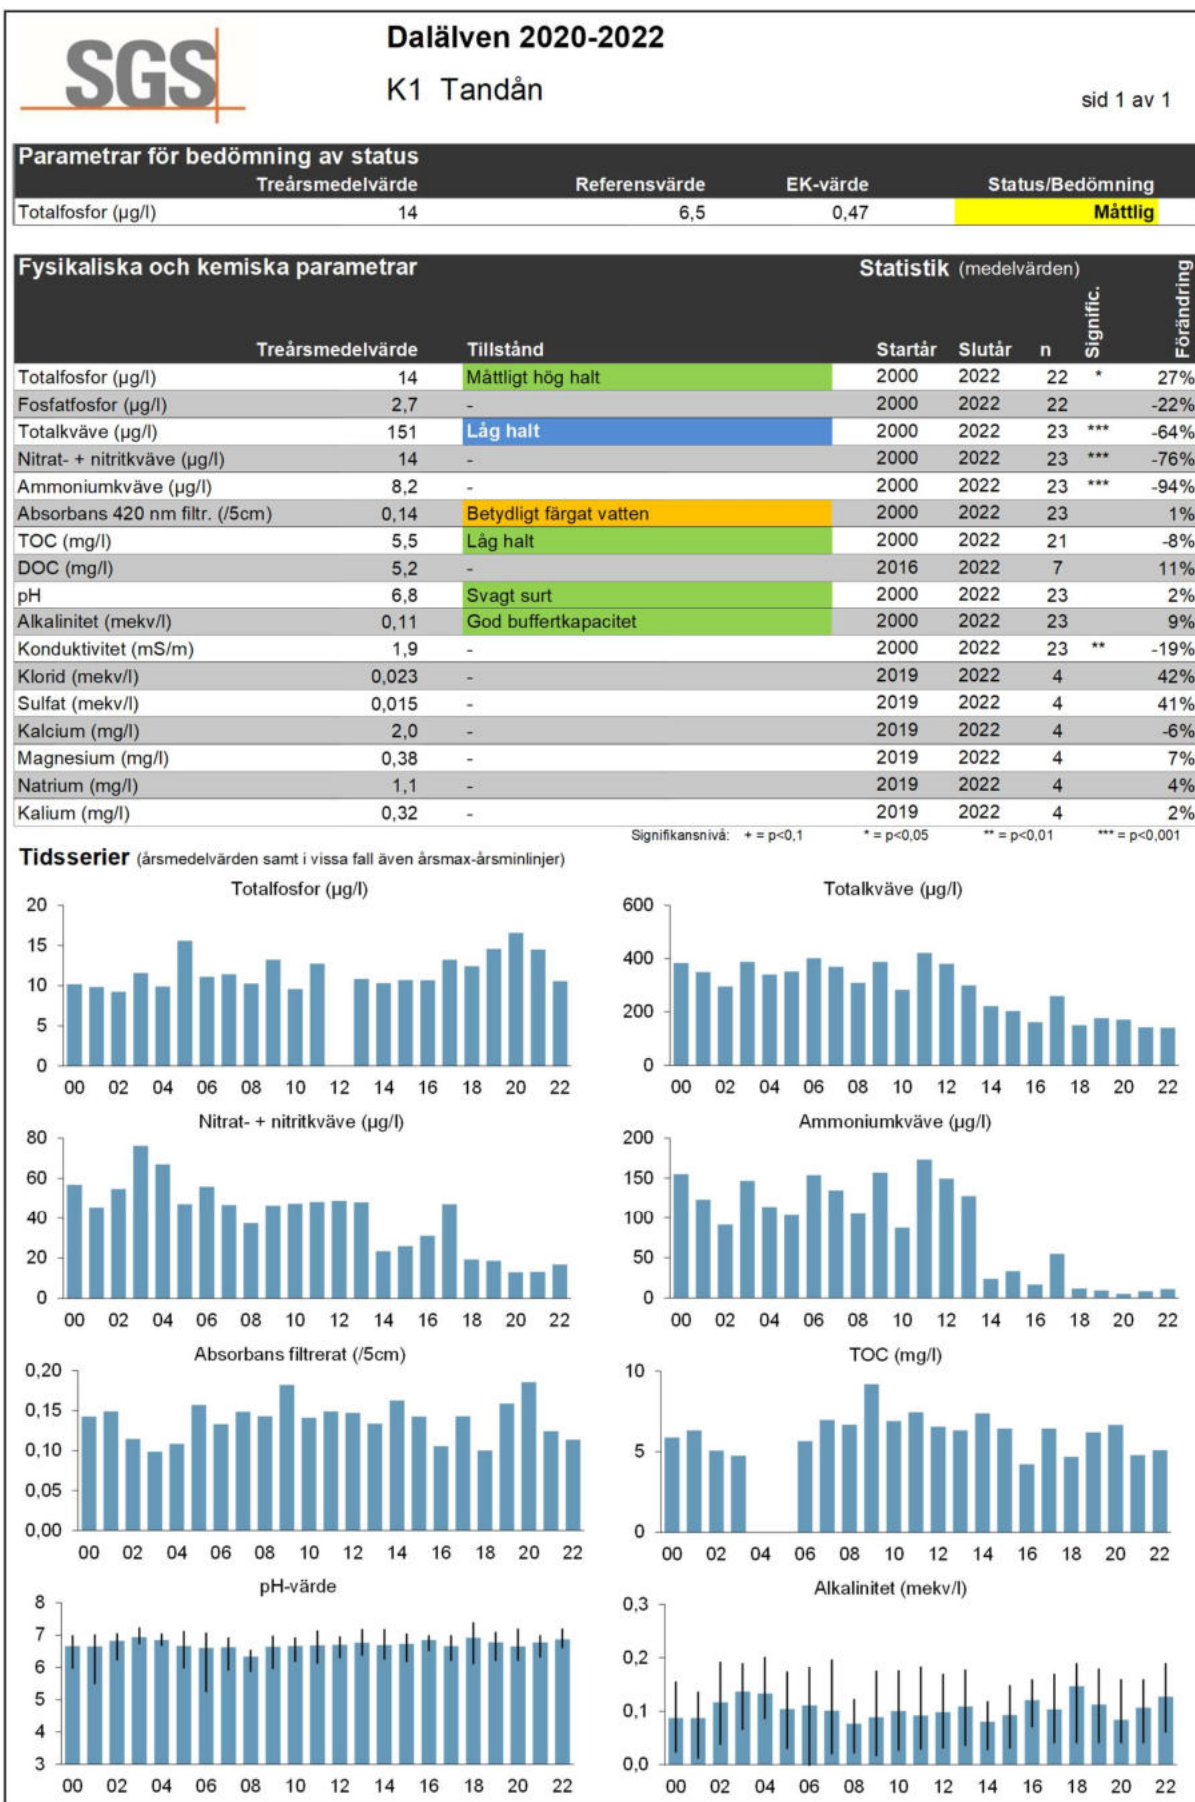 SGS
Dalälven 2020-2022
K1 Tandån
sid 1 av 1
Parametrar för bedömning av status
Treårsmedelvärde Referensvärde EK-värde Status/Bedömning
Totalfosfor (µg/l) 14 6,5 0,47 Måttlig
Fysikaliska och kemiska parametrar Statistik (medelvärden)
Treårsmedelvärde Tillstånd Startår Slutår n Signific. Förändring
Totalfosfor (µg/l) 14 Måttligt hög halt 2000 2022 22 * 27%
Fosfatfosfor (µg/l) 2,7 - 2000 2022 22 -22%
Totalkväve (µg/l) 151 Låg halt 2000 2022 23 *** -64%
Nitrat- + nitritkväve (µg/l) 14 - 2000 2022 23 *** -76%
Ammoniumkväve (µg/l) 8,2 - 2000 2022 23 *** -94%
Absorbans 420 nm filtr. (/5cm) 0,14 Betydligt färgat vatten 2000 2022 23 1%
TOC (mg/l) 5,5 Låg halt 2000 2022 21 -8%
DOC (mg/l) 5,2 - 2016 2022 7 11%
pH 6,8 Svagt surt 2000 2022 23 2%
Alkalinitet (mekv/l) 0,11 God buffertkapacitet 2000 2022 23 9%
Konduktivitet (mS/m) 1,9 - 2000 2022 23 ** -19%
Klorid (mekv/l) 0,023 - 2019 2022 4 42%
Sulfat (mekv/l) 0,015 - 2019 2022 4 41%
Kalcium (mg/l) 2,0 - 2019 2022 4 -6%
Magnesium (mg/l) 0,38 - 2019 2022 4 7%
Natrium (mg/l) 1,1 - 2019 2022 4 4%
Kalium (mg/l) 0,32 - 2019 2022 4 2%
Signifikansnivå: + = p<0,1 * = p<0,05 ** = p<0,01 *** = p<0,001
Tidsserier (årsmedelvärden samt i vissa fall även årsmax-årsminlinjer)
Totalfosfor (µg/l)
20
15
10
5
0
00 02 04 06 08 10 12 14 16 18 20 22
Totalkväve (µg/l)
600
400
200
0
00 02 04 06 08 10 12 14 16 18 20 22
Nitrat- + nitritkväve (µg/l)
80
60
40
20
0
00 02 04 06 08 10 12 14 16 18 20 22
Ammoniumkväve (µg/l)
200
150
100
50
0
00 02 04 06 08 10 12 14 16 18 20 22
Absorbans filtrerat (/5cm)
0,20
0,15
0,10
0,05
0,00
00 02 04 06 08 10 12 14 16 18 20 22
TOC (mg/l)
10
5
0
00 02 04 06 08 10 12 14 16 18 20 22
pH-värde
8
7
6
5
4
3
00 02 04 06 08 10 12 14 16 18 20 22
Alkalinitet (mekv/l)
0,3
0,2
0,1
0,0
00 02 04 06 08 10 12 14 16 18 20 22